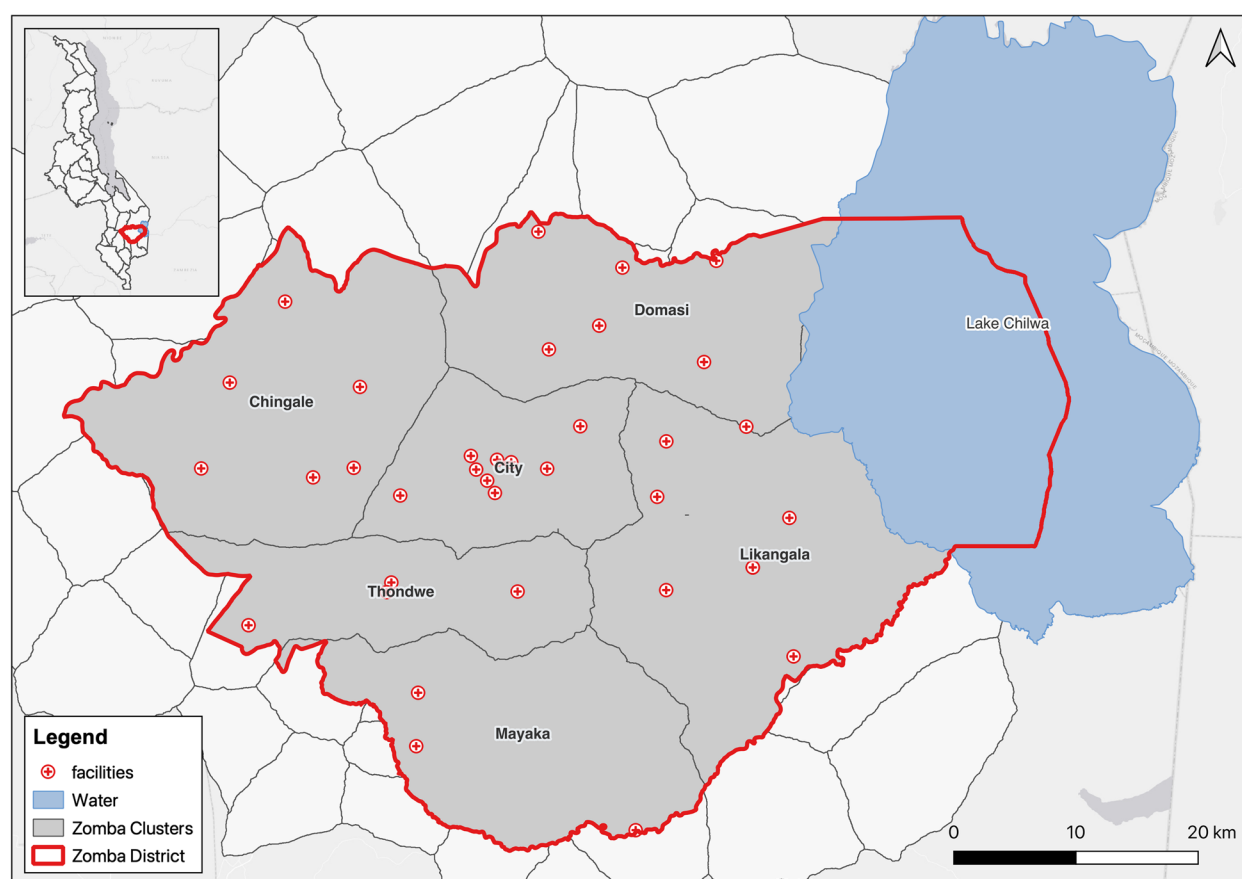 Domasi
Lake Chilwa
Chingale
City
Likangala
Thondwe
Mayaka
Legend
facilities
Water
Zomba Clusters
Zomba District
0 10 20 km